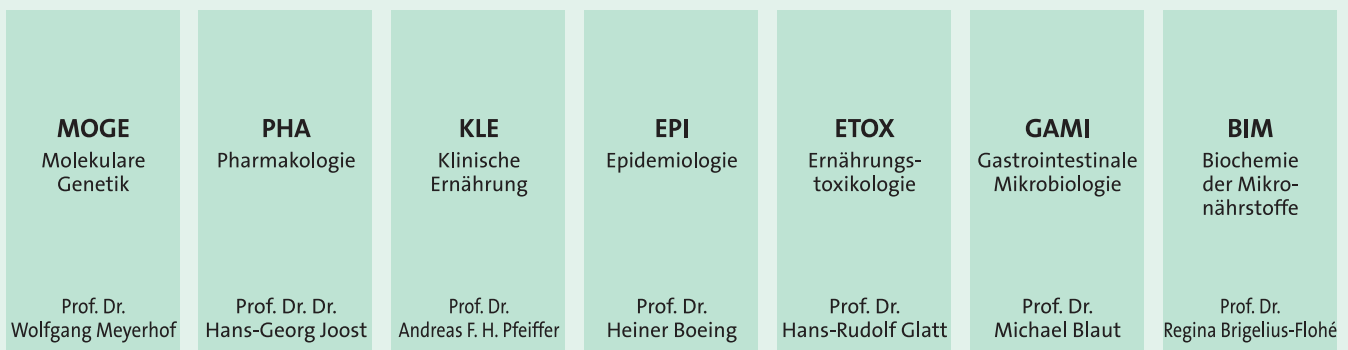 MOGE
Molekulare
Genetik
Prof. Dr.
Wolfgang Meyerhof
PHA
Pharmakologie
Prof. Dr. Dr.
Hans-Georg Joost
KLE
Klinische
Ernährung
Prof. Dr.
Andreas F. H. Pfeiffer
EPI
Epidemiologie
Prof. Dr.
Heiner Boeing
ETOX
Ernährungs-
toxikologie
Prof. Dr.
Hans-Rudolf Glatt
GAMI
Gastrointestinale
Mikrobiologie
Prof. Dr.
Michael Blaut
BIM
Biochemie
der Mikro-
nährstoffe
Prof. Dr.
Regina Brigelius-Flohé